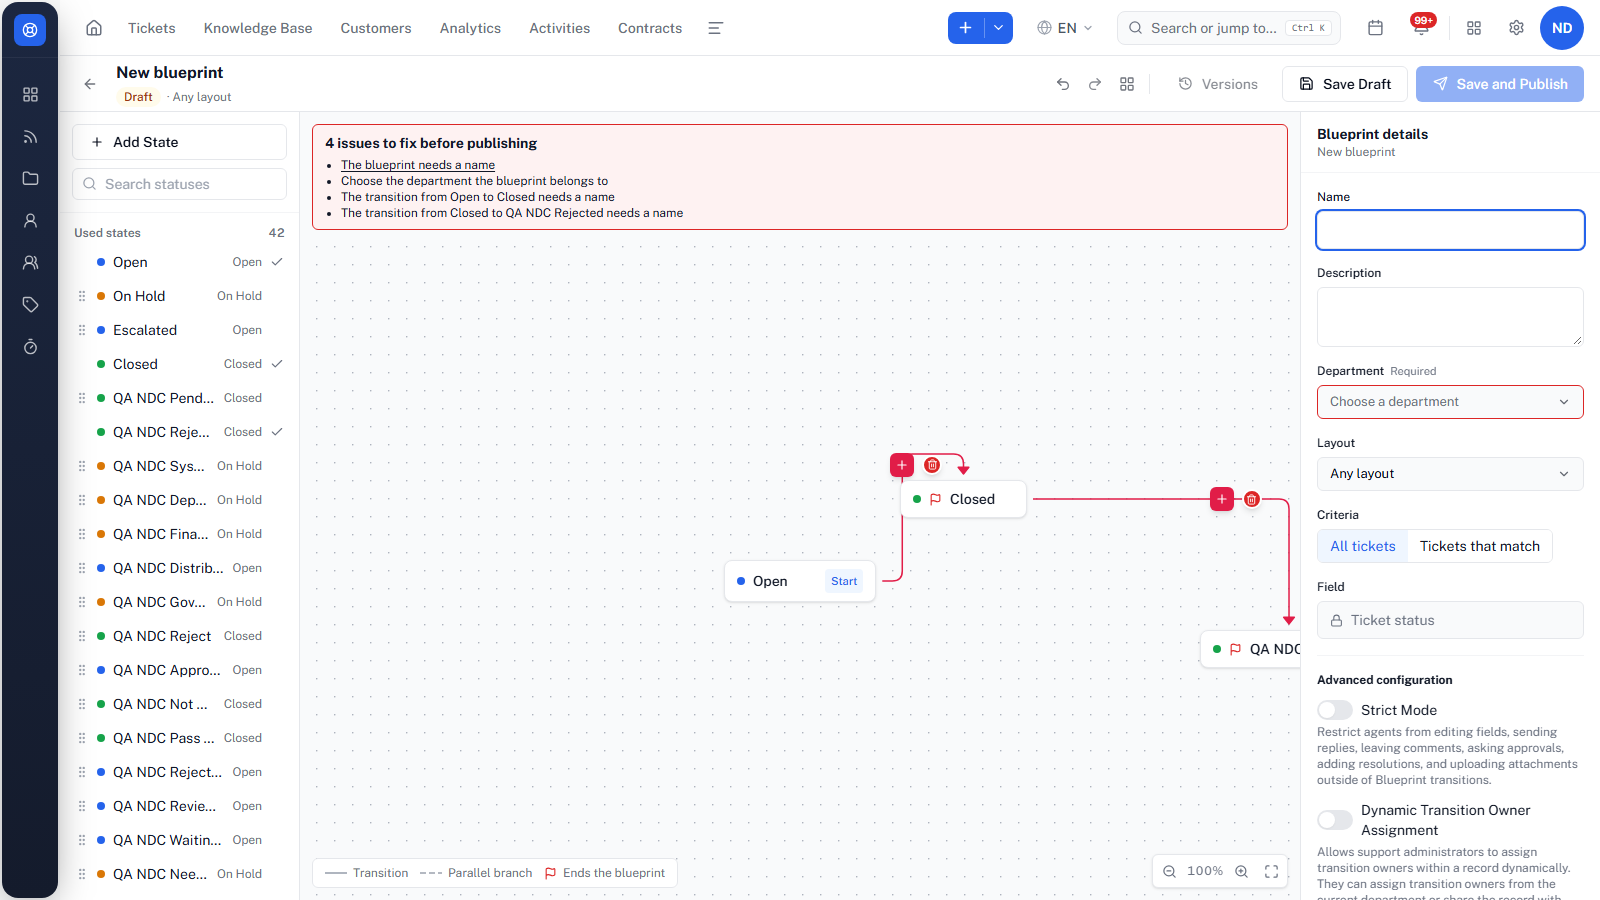 Tickets
Knowledge Base
Customers
Analytics
Activities
Contracts
EN
Search or jump to...
Ctrl K
99+
ND
New blueprint
Draft · Any layout
Versions
Save Draft
Save and Publish
Add State
Search statuses
Used states 42
Open Open
On Hold On Hold
Escalated Open
Closed Closed
QA NDC Pend... Closed
QA NDC Reje... Closed
QA NDC Sys... On Hold
QA NDC Dep... On Hold
QA NDC Fina... On Hold
QA NDC Distrib... Open
QA NDC Gov... On Hold
QA NDC Reject Closed
QA NDC Appro... Open
QA NDC Not ... Closed
QA NDC Pass ... Closed
QA NDC Reject... Open
QA NDC Revie... Open
QA NDC Waitin... Open
QA NDC Nee... On Hold
4 issues to fix before publishing
• The blueprint needs a name
• Choose the department the blueprint belongs to
• The transition from Open to Closed needs a name
• The transition from Closed to QA NDC Rejected needs a name
Closed
Open Start
QA NDC
Transition
Parallel branch
Ends the blueprint
100%
Blueprint details
New blueprint
Name
Description
Department Required
Choose a department
Layout
Any layout
Criteria
All tickets
Tickets that match
Field
Ticket status
Advanced configuration
Strict Mode
Restrict agents from editing fields, sending
replies, leaving comments, asking approvals,
adding resolutions, and uploading attachments
outside of Blueprint transitions.
Dynamic Transition Owner
Assignment
Allows support administrators to assign
transition owners within a record dynamically.
They can assign transition owners from the
current department or share the record with